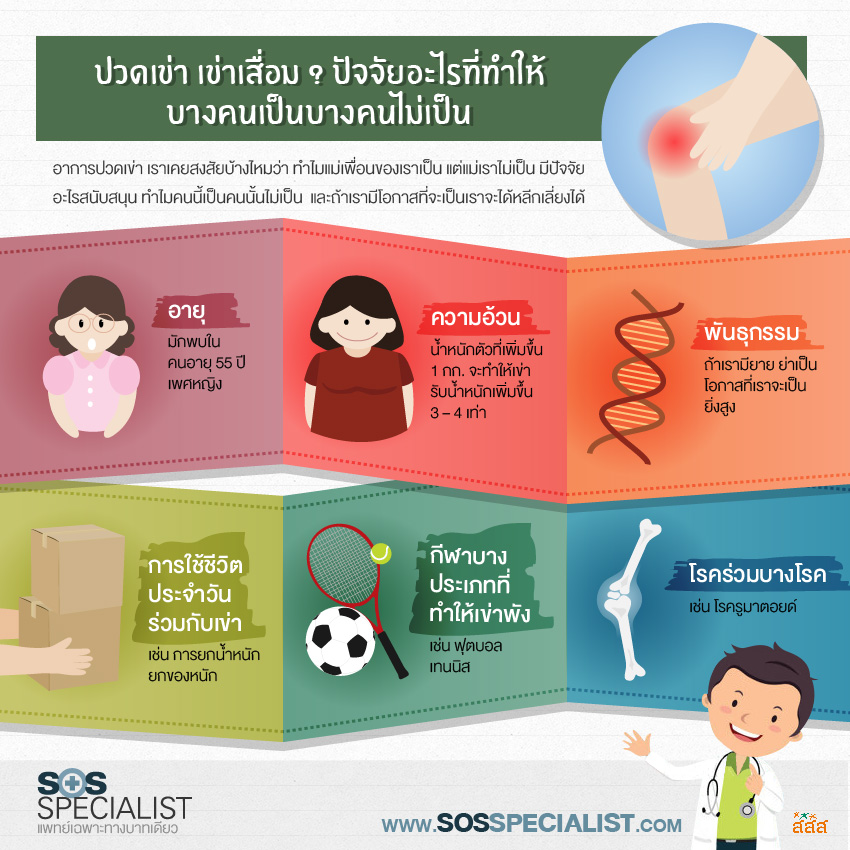 ปวดเข่า เข่าเสื่อม ? ปัจจัยอะไรที่ทำให้
บางคนเป็นบางคนไม่เป็น
อาการปวดเข่า เราเคยสงสัยบ้างไหมว่า ทำไมแม่เพื่อนของเราเป็น แต่แม่เราไม่เป็น มีปัจจัย
อะไรสนับสนุน ทำไมคนนี้เป็นคนนั้นไม่เป็น และถ้าเรามีโอกาสที่จะเป็นเราจะได้หลีกเลี่ยงได้
อายุ
มักพบใน
คนอายุ 55 ปี
เพศหญิง
ความอ้วน
น้ำหนักตัวที่เพิ่มขึ้น
1 กก. จะทำให้เข่า
รับน้ำหนักเพิ่มขึ้น
3 – 4 เท่า
พันธุกรรม
ถ้าเรามียาย ย่าเป็น
โอกาสที่เราจะเป็น
ยิ่งสูง
การใช้ชีวิต
ประจำวัน
ร่วมกับเข่า
เช่น การยกน้ำหนัก
ยกของหนัก
กีฬาบาง
ประเภทที่
ทำให้เข่าพัง
เช่น ฟุตบอล
เทนนิส
โรคร่วมบางโรค
เช่น โรครูมาตอยด์
SOS
SPECIALIST
แพทย์เฉพาะทางบาทเดียว
WWW.SOSSPECIALIST.COM
สสส